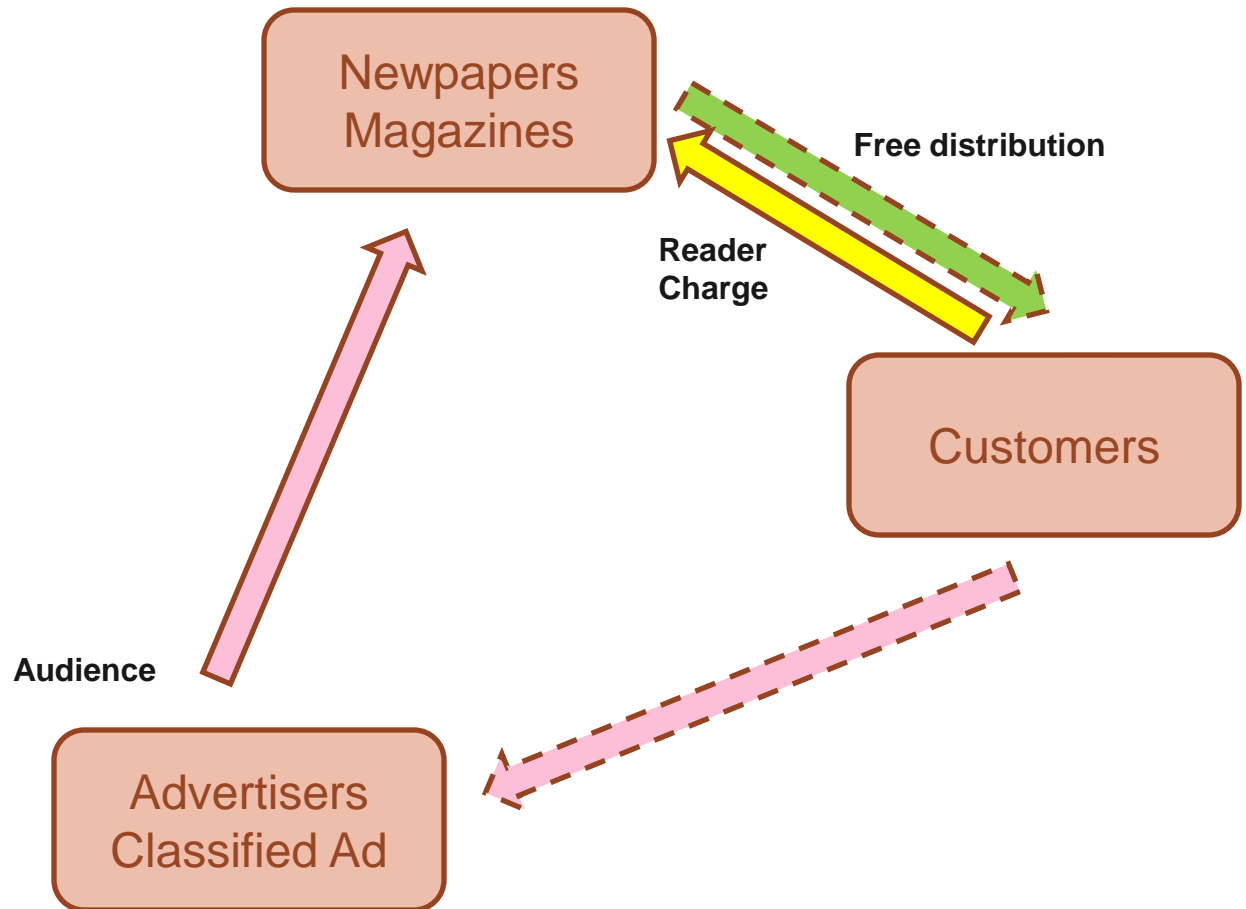 Newpapers
Magazines
Free distribution
Reader
Charge
Customers
Audience
Advertisers
Classified Ad